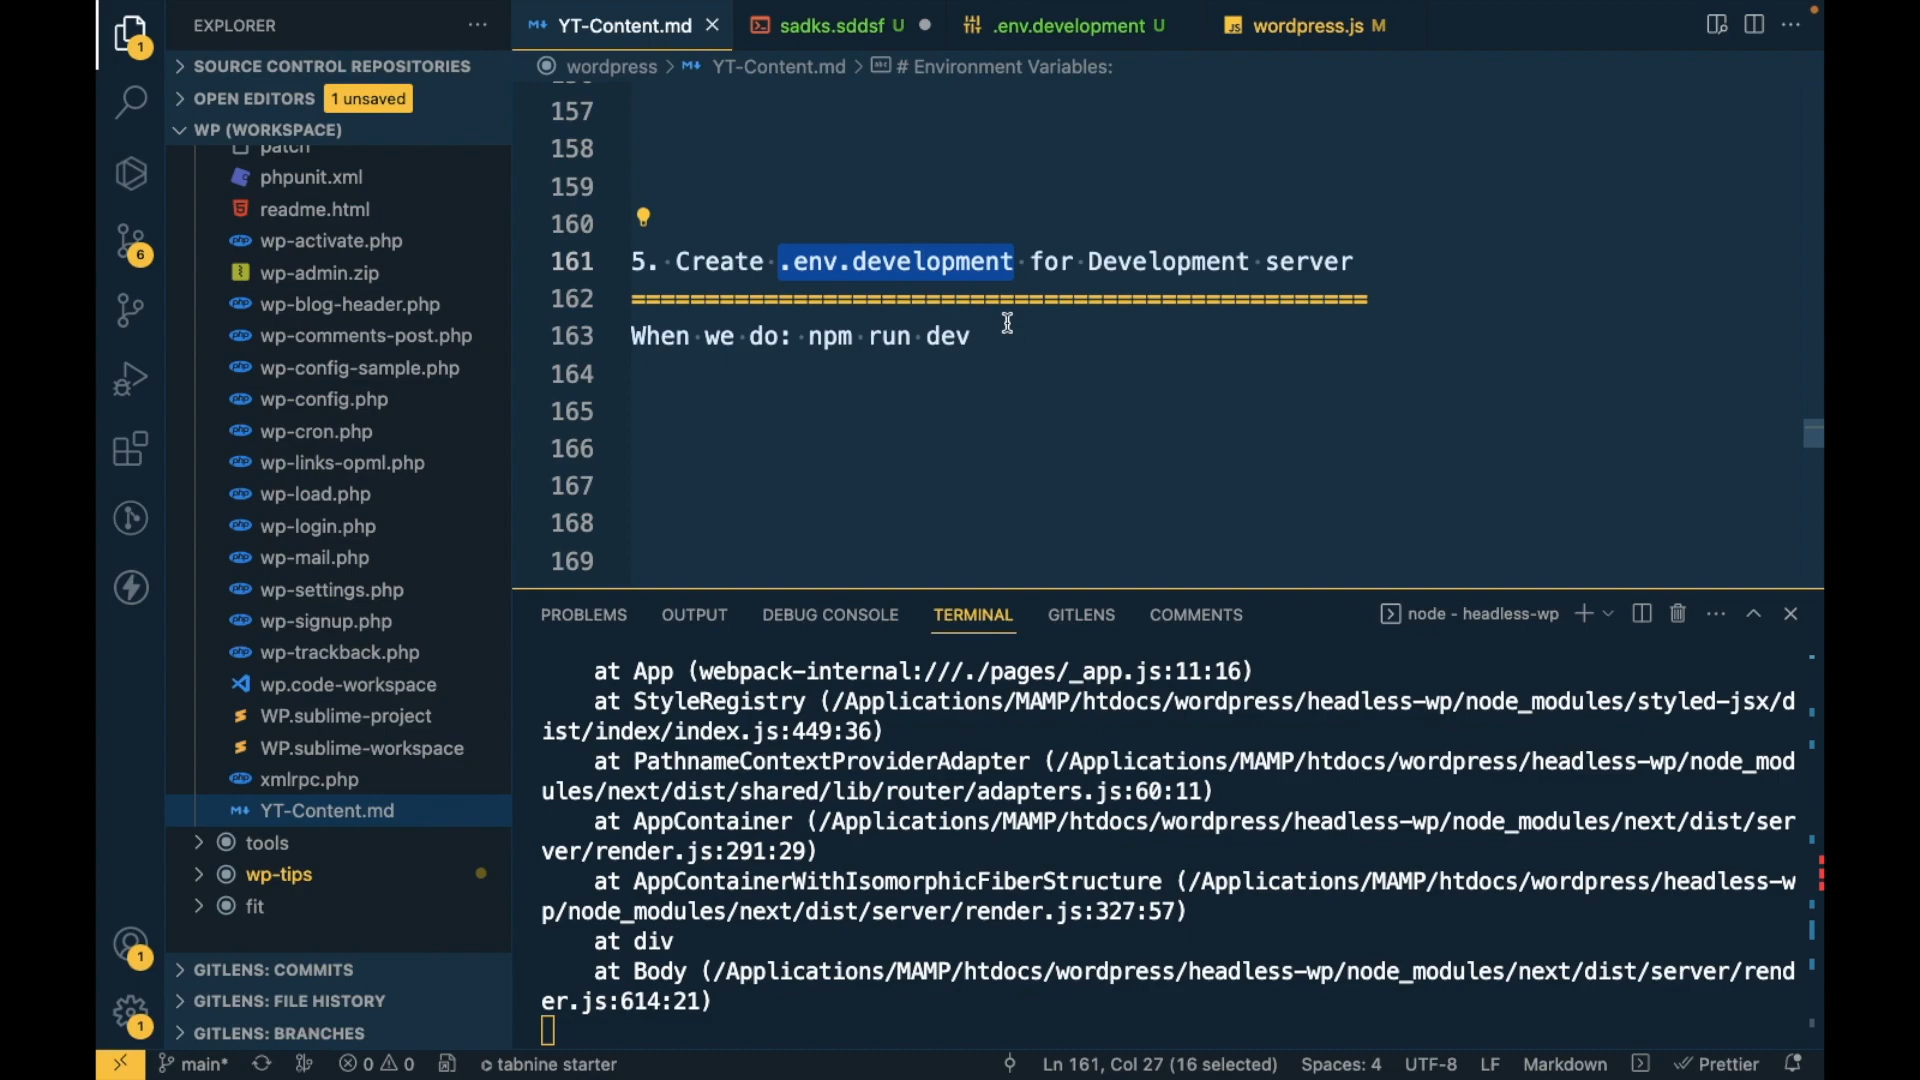 EXPLORER
SOURCE CONTROL REPOSITORIES
OPEN EDITORS 1 unsaved
WP (WORKSPACE)
patch
phpunit.xml
readme.html
wp-activate.php
wp-admin.zip
wp-blog-header.php
wp-comments-post.php
wp-config-sample.php
wp-config.php
wp-cron.php
wp-links-opml.php
wp-load.php
wp-login.php
wp-mail.php
wp-settings.php
wp-signup.php
wp-trackback.php
wp.code-workspace
WP.sublime-project
WP.sublime-workspace
xmlrpc.php
YT-Content.md
tools
wp-tips
fit
GITLENS: COMMITS
GITLENS: FILE HISTORY
GITLENS: BRANCHES
1
6
1
1
YT-Content.md
sadks.sddsf U
.env.development U
wordpress.js M
wordpress > YT-Content.md > # Environment Variables:
157
158
159
160
161 5. Create .env.development for Development server
162 ==================================================
163 When we do: npm run dev
164
165
166
167
168
169
PROBLEMS OUTPUT DEBUG CONSOLE TERMINAL GITLENS COMMENTS node - headless-wp
at App (webpack-internal:///./pages/_app.js:11:16)
at StyleRegistry (/Applications/MAMP/htdocs/wordpress/headless-wp/node_modules/styled-jsx/d
ist/index/index.js:449:36)
at PathnameContextProviderAdapter (/Applications/MAMP/htdocs/wordpress/headless-wp/node_mod
ules/next/dist/shared/lib/router/adapters.js:60:11)
at AppContainer (/Applications/MAMP/htdocs/wordpress/headless-wp/node_modules/next/dist/ser
ver/render.js:291:29)
at AppContainerWithIsomorphicFiberStructure (/Applications/MAMP/htdocs/wordpress/headless-w
p/node_modules/next/dist/server/render.js:327:57)
at div
at Body (/Applications/MAMP/htdocs/wordpress/headless-wp/node_modules/next/dist/server/rend
er.js:614:21)
main* 0 0 tabnine starter Ln 161, Col 27 (16 selected) Spaces: 4 UTF-8 LF Markdown Prettier